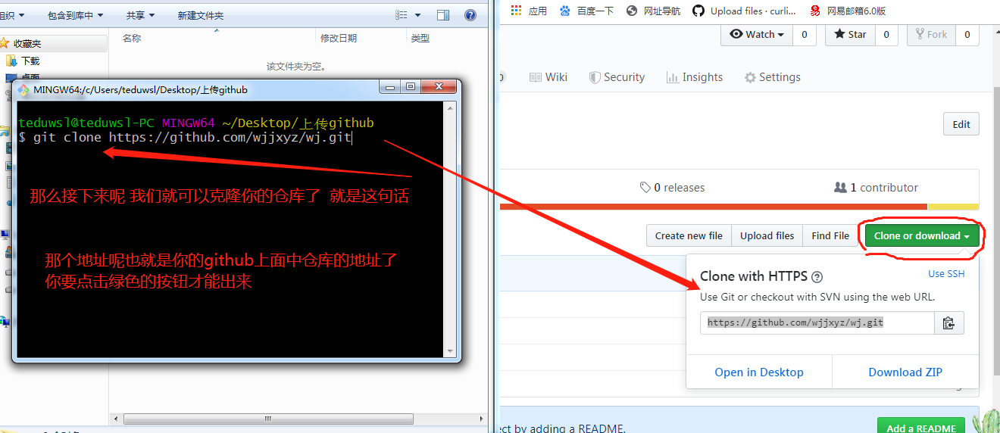 组织 包含到库中 共享 新建文件夹
收藏夹
下载
桌面
名称 修改日期 类型
该文件夹为空。
MINGW64:/c/Users/teduwsl/Desktop/上传github
teduwsl@teduwsl-PC MINGW64 ~/Desktop/上传github
$ git clone https://github.com/wjjxyz/wj.git
那么接下来呢 我们就可以克隆你的仓库了 就是这句话
那个地址呢也就是你的github上面中仓库的地址了
你要点击绿色的按钮才能出来
应用 百度一下 网址导航 Upload files · curli... 网易邮箱6.0版
Watch 0 Star 0 Fork 0
Wiki Security Insights Settings
Edit
0 releases 1 contributor
Create new file Upload files Find File Clone or download
Clone with HTTPS Use SSH
Use Git or checkout with SVN using the web URL.
https://github.com/wjjxyz/wj.git
Open in Desktop Download ZIP
ect by adding a README. Add a README